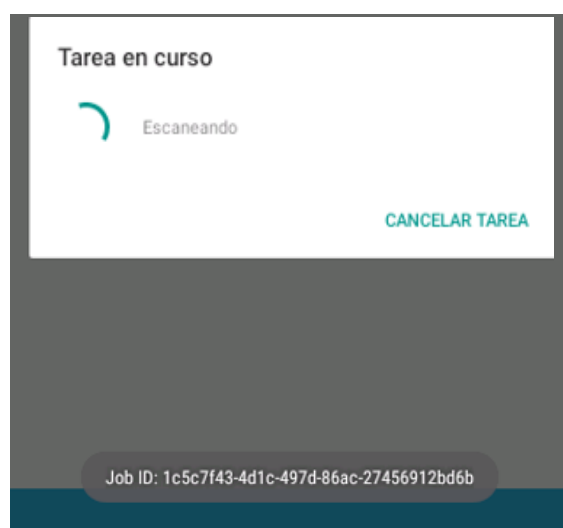 Tarea en curso
Escaneando
CANCELAR TAREA
Job ID: 1c5c7f43-4d1c-497d-86ac-27456912bd6b